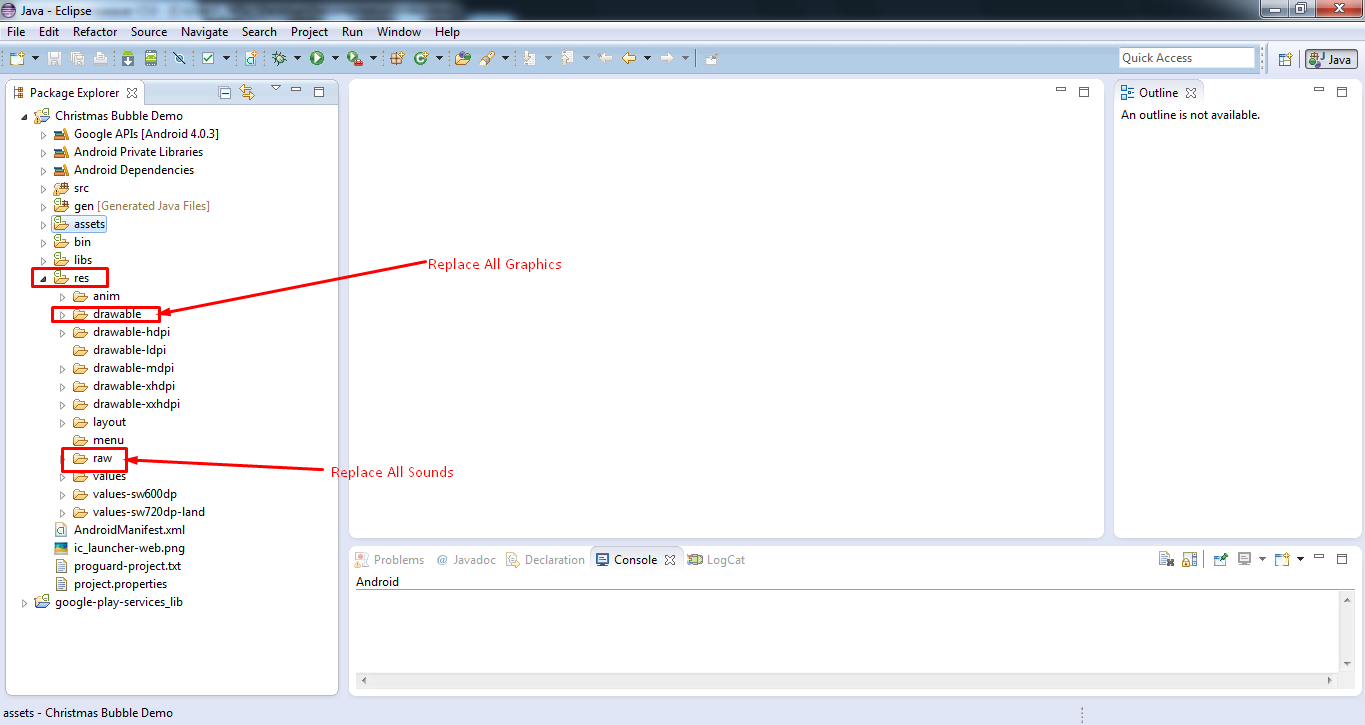 Java - Eclipse
File Edit Refactor Source Navigate Search Project Run Window Help
Quick Access
Java
Package Explorer
Christmas Bubble Demo
Google APIs [Android 4.0.3]
Android Private Libraries
Android Dependencies
src
gen [Generated Java Files]
assets
bin
libs
res
anim
drawable
drawable-hdpi
drawable-ldpi
drawable-mdpi
drawable-xhdpi
drawable-xxhdpi
layout
menu
raw
values
values-sw600dp
values-sw720dp-land
AndroidManifest.xml
ic_launcher-web.png
proguard-project.txt
project.properties
google-play-services_lib
Replace All Graphics
Replace All Sounds
Outline
An outline is not available.
Problems @ Javadoc Declaration Console LogCat
Android
assets - Christmas Bubble Demo